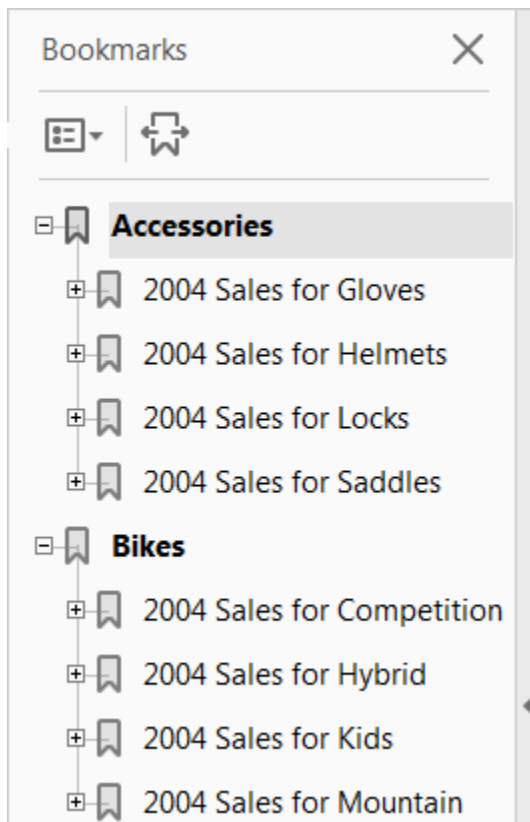 Bookmarks
Accessories
2004 Sales for Gloves
2004 Sales for Helmets
2004 Sales for Locks
2004 Sales for Saddles
Bikes
2004 Sales for Competition
2004 Sales for Hybrid
2004 Sales for Kids
2004 Sales for Mountain